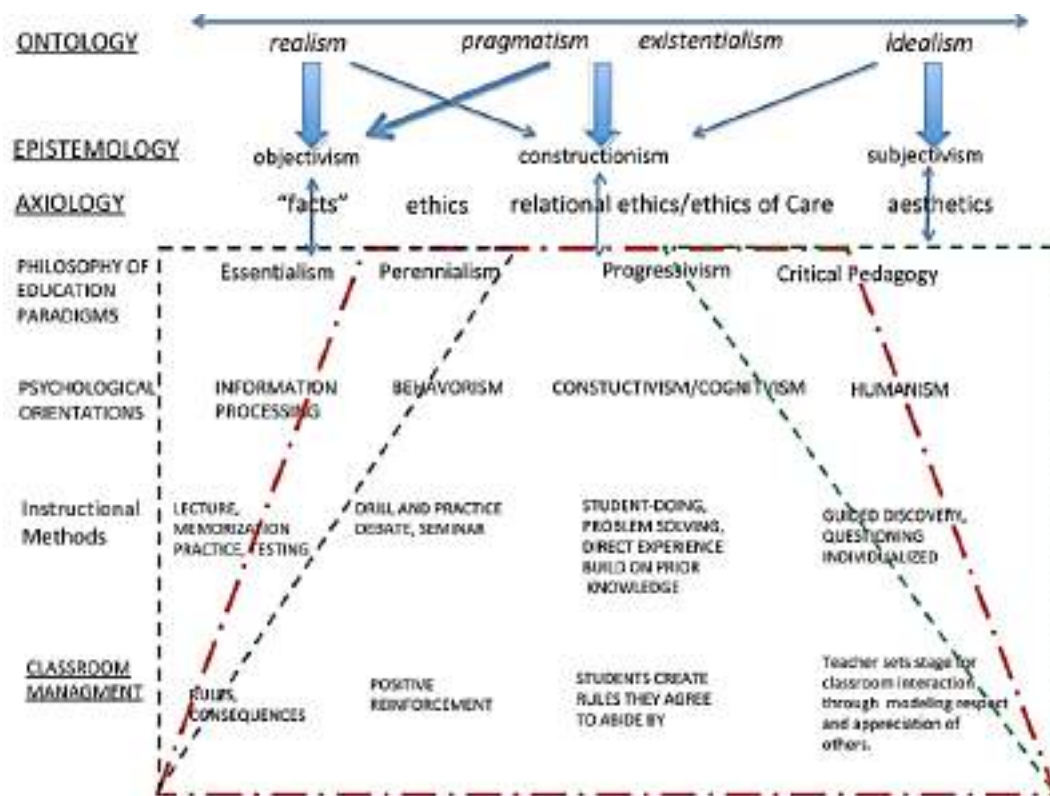 ONTOLOGY realism pragmatism existentialism idealism
EPISTEMOLOGY objectivism constructionism subjectivism
AXIOLOGY "facts" ethics relational ethics/ethics of Care aesthetics
PHILOSOPHY OF
EDUCATION
PARADIGMS
Essentialism Perennialism Progressivism Critical Pedagogy
PSYCHOLOGICAL
ORIENTATIONS
INFORMATION
PROCESSING
BEHAVORISM
CONSTUCTIVISM/COGNITIVISM
HUMANISM
Instructional
Methods
LECTURE,
MEMORIZATION
PRACTICE, TESTING
DRILL AND PRACTICE
DEBATE, SEMINAR
STUDENT-DOING,
PROBLEM SOLVING,
DIRECT EXPERIENCE
BUILD ON PRIOR
KNOWLEDGE
GUIDED DISCOVERY,
QUESTIONING
INDIVIDUALIZED
CLASSROOM
MANAGMENT
RULES,
CONSEQUENCES
POSITIVE
REINFORCEMENT
STUDENTS CREATE
RULES THEY AGREE
TO ABIDE BY
Teacher sets stage for
classroom interaction
through modeling respect
and appreciation of
others.